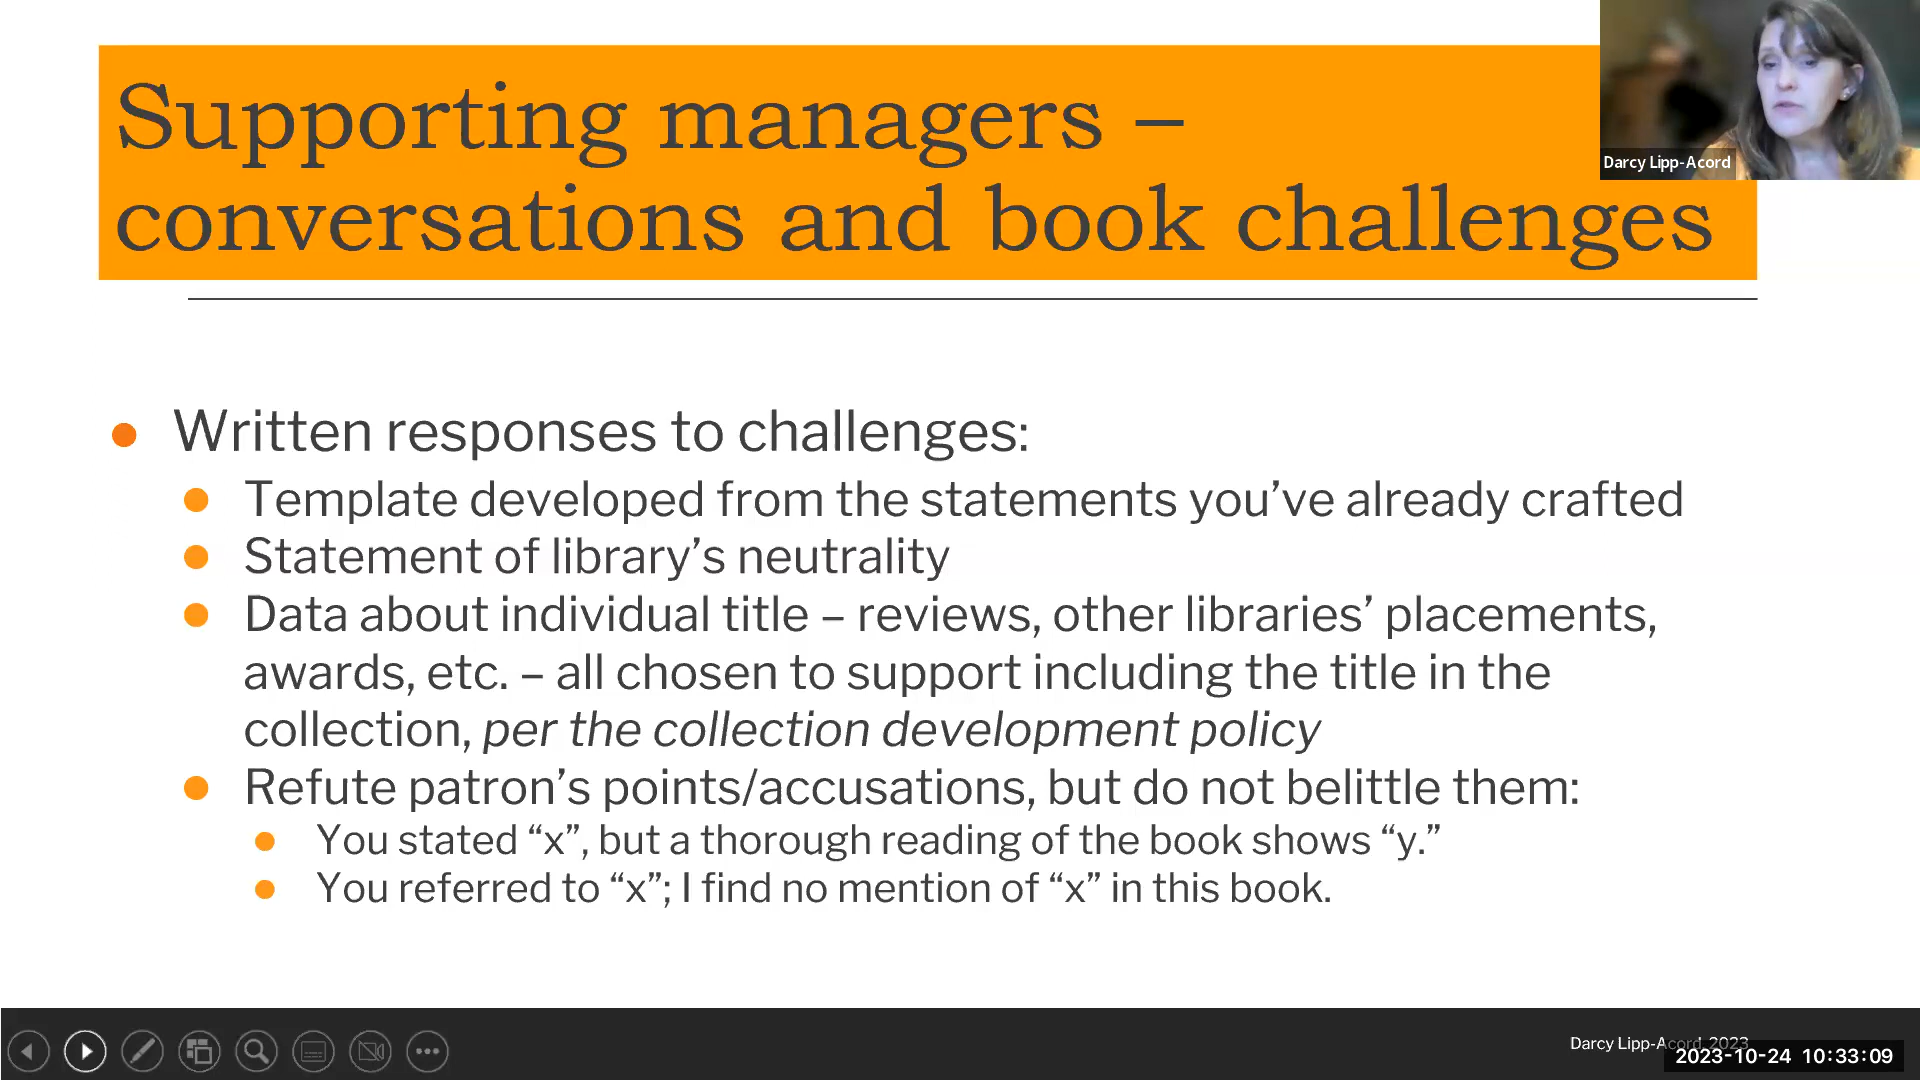 Supporting managers –
conversations and book challenges
Darcy Lipp-Acord
Written responses to challenges:
Template developed from the statements you’ve already crafted
Statement of library’s neutrality
Data about individual title – reviews, other libraries’ placements,
awards, etc. – all chosen to support including the title in the
collection, per the collection development policy
Refute patron’s points/accusations, but do not belittle them:
You stated “x”, but a thorough reading of the book shows “y.”
You referred to “x”; I find no mention of “x” in this book.
Darcy Lipp-Acord, 2023
2023-10-24 10:33:09